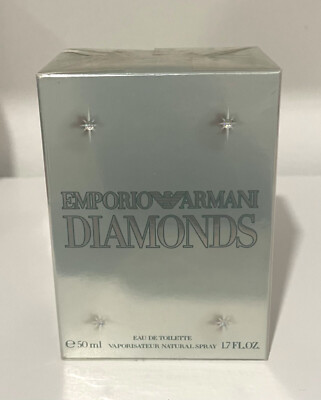 EMPORIO ARMANI
DIAMONDS
EAU DE TOILETTE
℮50 ml VAPORISATEUR NATURAL SPRAY 1.7 FL.OZ.